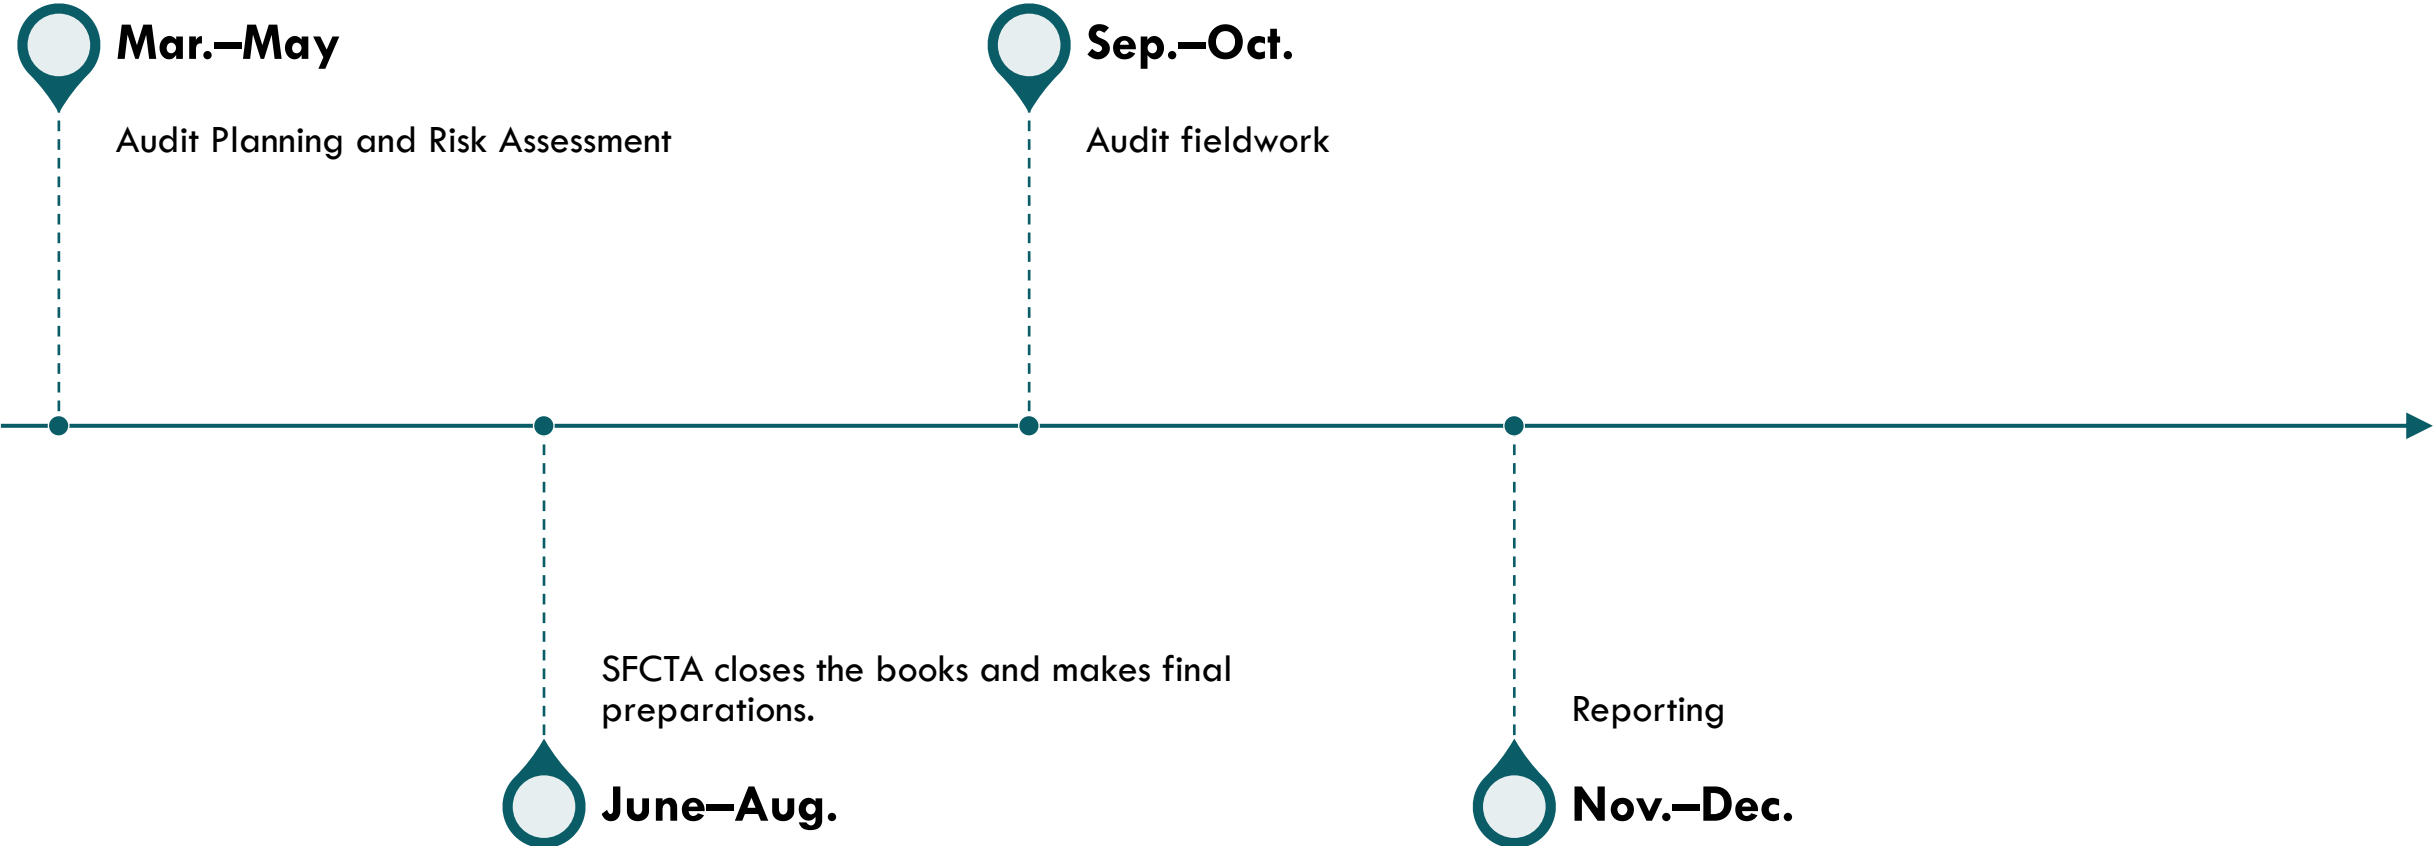 Mar.–May
Audit Planning and Risk Assessment
Sep.–Oct.
Audit fieldwork
SFCTA closes the books and makes final
preparations.
June–Aug.
Reporting
Nov.–Dec.